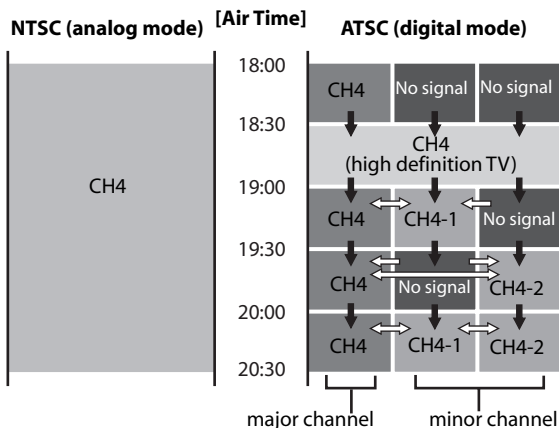 NTSC (analog mode) [Air Time] ATSC (digital mode)
18:00
CH4 No signal No signal
18:30
CH4
(high definition TV)
CH4
19:00
CH4 CH4-1 No signal
19:30
CH4 No signal CH4-2
20:00
CH4 CH4-1 CH4-2
20:30
major channel minor channel